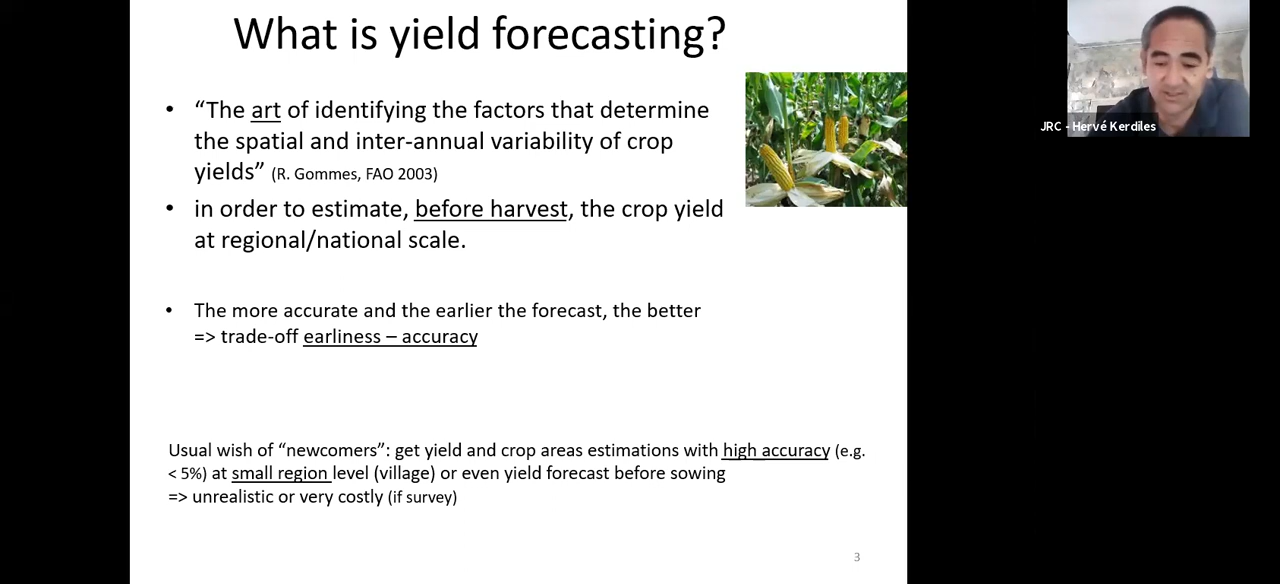 What is yield forecasting?
• “The art of identifying the factors that determine
the spatial and inter-annual variability of crop
yields” (R. Gommes, FAO 2003)
• in order to estimate, before harvest, the crop yield
at regional/national scale.
• The more accurate and the earlier the forecast, the better
=> trade-off earliness – accuracy
Usual wish of “newcomers”: get yield and crop areas estimations with high accuracy (e.g.
< 5%) at small region level (village) or even yield forecast before sowing
=> unrealistic or very costly (if survey)
3
JRC - Hervé Kerdiles